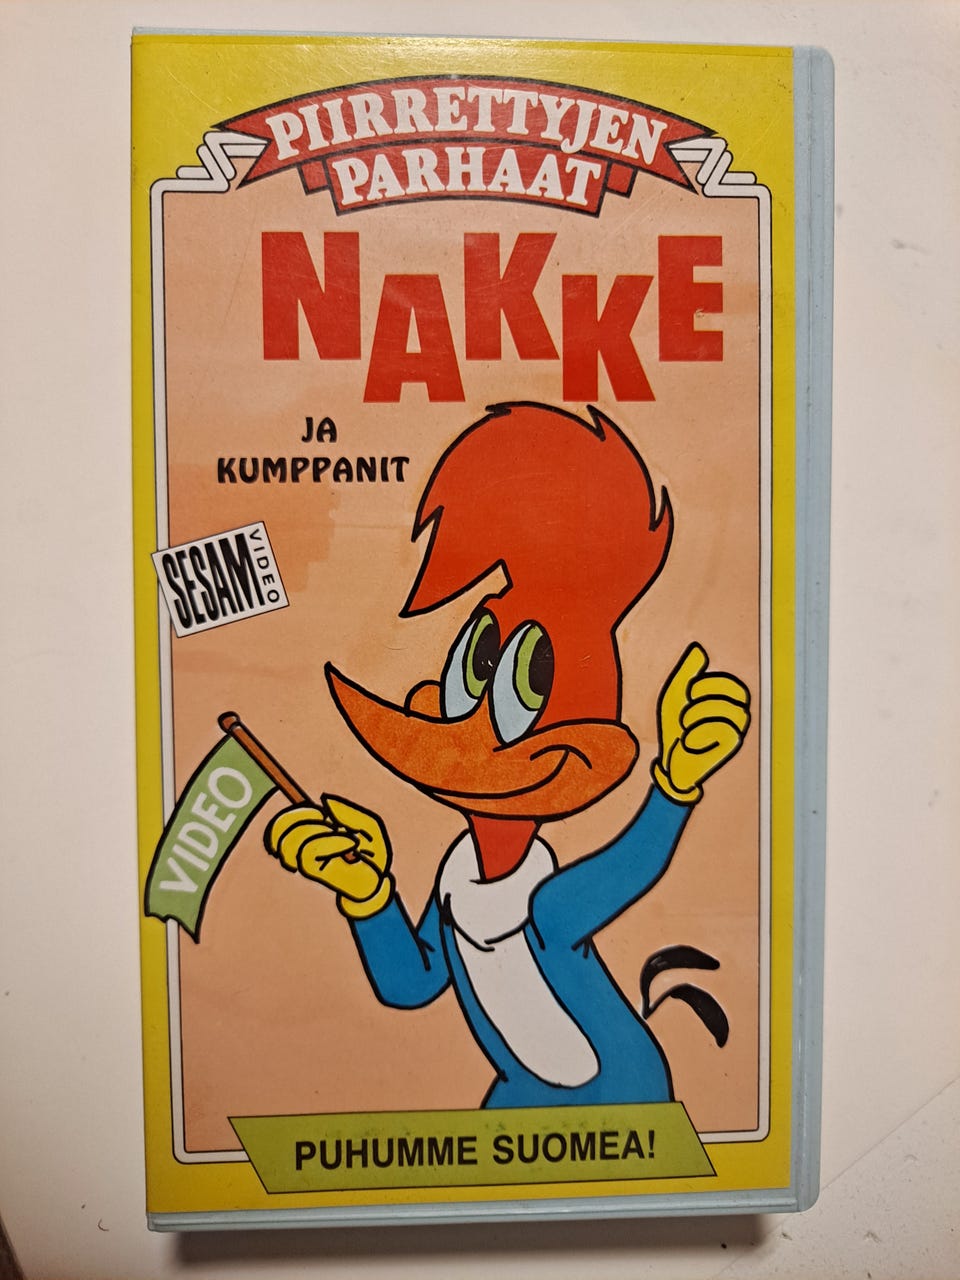 PIIRRETTYJEN
PARHAAT
NAKKE
JA
KUMPPANIT
SESAM
VIDEO
VIDEO
PUHUMME SUOMEA!